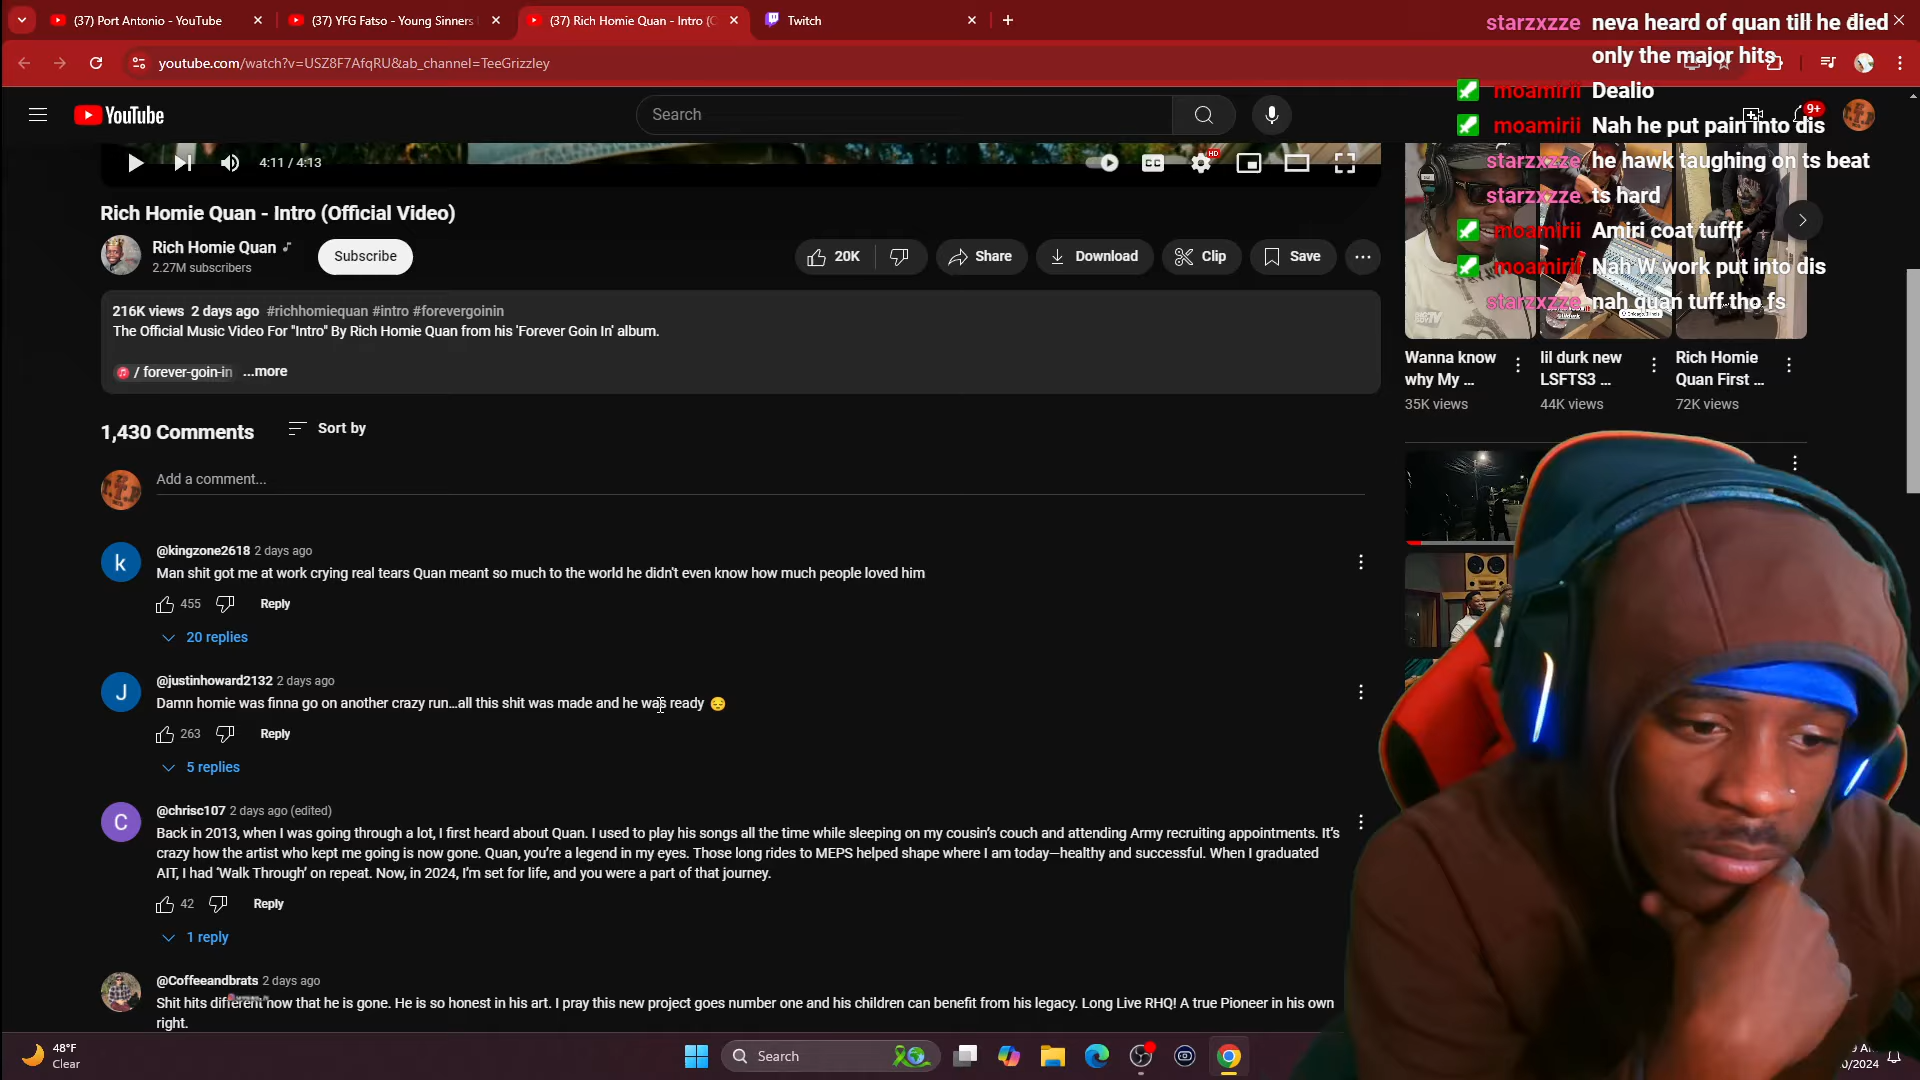 (37) Port Antonio - YouTube
(37) YFG Fatso - Young Sinners
(37) Rich Homie Quan - Intro (O
Twitch
youtube.com/watch?v=USZ8F7AfqRU&ab_channel=TeeGrizzley
starzxzze neva heard of quan till he died
only the major hits
moamirii Dealio
moamirii Nah he put pain into dis
starzxzze he hawk taughing on ts beat
starzxzze ts hard
moamirii Amiri coat tufff
moamirii Nah W work put into dis
starzxzze nah quan tuff tho fs
YouTube
Search
9+
4:11 / 4:13
CC
HD
Rich Homie Quan - Intro (Official Video)
Rich Homie Quan
2.27M subscribers
Subscribe
20K
Share
Download
Clip
Save
216K views 2 days ago #richhomiequan #intro #forevergoinin
The Official Music Video For "Intro" By Rich Homie Quan from his 'Forever Goin In' album.
/ forever-goin-in
...more
Wanna know
why My ...
35K views
lil durk new
LSFTS3 ...
44K views
Rich Homie
Quan First ...
72K views
1,430 Comments
Sort by
Add a comment...
k
@kingzone2618 2 days ago
Man shit got me at work crying real tears Quan meant so much to the world he didn't even know how much people loved him
455
Reply
20 replies
J
@justinhoward2132 2 days ago
Damn homie was finna go on another crazy run...all this shit was made and he was ready 😔
263
Reply
5 replies
C
@chrisc107 2 days ago (edited)
Back in 2013, when I was going through a lot, I first heard about Quan. I used to play his songs all the time while sleeping on my cousin's couch and attending Army recruiting appointments. It's
crazy how the artist who kept me going is now gone. Quan, you're a legend in my eyes. Those long rides to MEPS helped shape where I am today—healthy and successful. When I graduated
AIT, I had 'Walk Through' on repeat. Now, in 2024, I'm set for life, and you were a part of that journey.
42
Reply
1 reply
@Coffeeandbrats 2 days ago
Shit hits different now that he is gone. He is so honest in his art. I pray this new project goes number one and his children can benefit from his legacy. Long Live RHQ! A true Pioneer in his own
right.
48°F
Clear
Search
0/2024